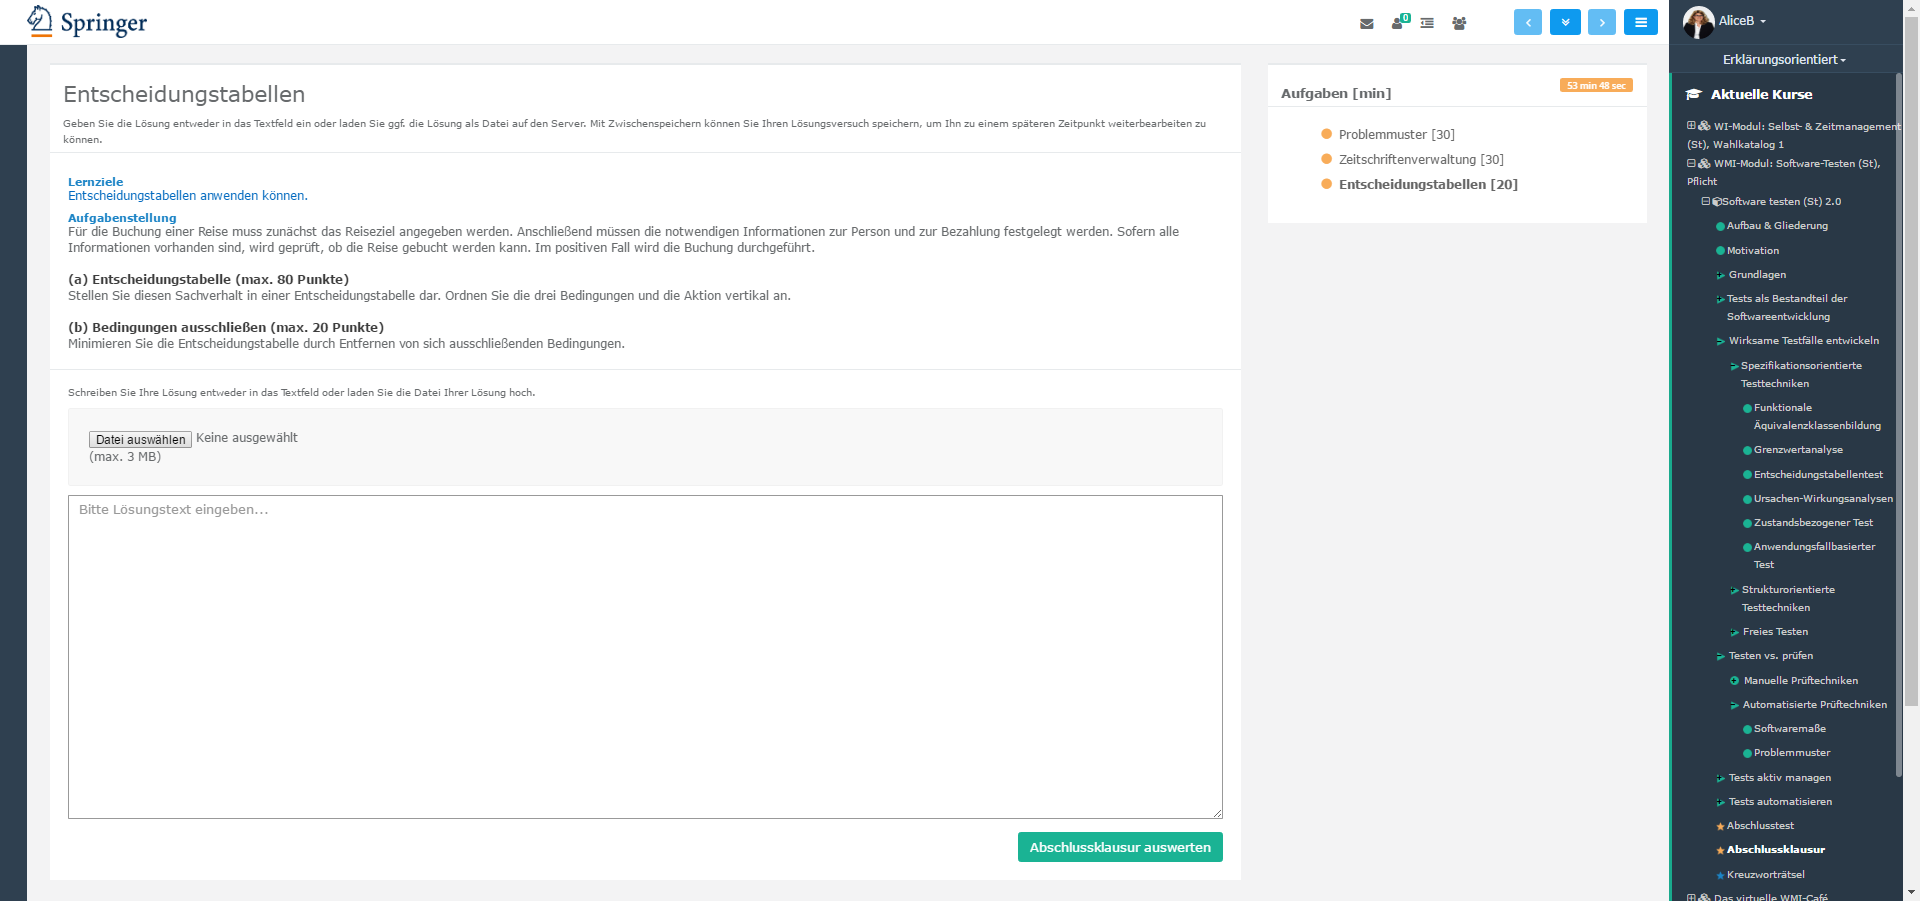 Springer
0
AliceB
Erklärungsorientiert
Entscheidungstabellen
Geben Sie die Lösung entweder in das Textfeld ein oder laden Sie ggf. die Lösung als Datei auf den Server. Mit Zwischenspeichern können Sie Ihren Lösungsversuch speichern, um Ihn zu einem späteren Zeitpunkt weiterbearbeiten zu
können.
Lernziele
Entscheidungstabellen anwenden können.
Aufgabenstellung
Für die Buchung einer Reise muss zunächst das Reiseziel angegeben werden. Anschließend müssen die notwendigen Informationen zur Person und zur Bezahlung festgelegt werden. Sofern alle
Informationen vorhanden sind, wird geprüft, ob die Reise gebucht werden kann. Im positiven Fall wird die Buchung durchgeführt.
(a) Entscheidungstabelle (max. 80 Punkte)
Stellen Sie diesen Sachverhalt in einer Entscheidungstabelle dar. Ordnen Sie die drei Bedingungen und die Aktion vertikal an.
(b) Bedingungen ausschließen (max. 20 Punkte)
Minimieren Sie die Entscheidungstabelle durch Entfernen von sich ausschließenden Bedingungen.
Schreiben Sie Ihre Lösung entweder in das Textfeld oder laden Sie die Datei Ihrer Lösung hoch.
Datei auswählen Keine ausgewählt
(max. 3 MB)
Bitte Lösungstext eingeben...
Abschlussklausur auswerten
Aufgaben [min]
53 min 48 sec
Problemmuster [30]
Zeitschriftenverwaltung [30]
Entscheidungstabellen [20]
Aktuelle Kurse
WI-Modul: Selbst- & Zeitmanagement
(St), Wahlkatalog 1
WMI-Modul: Software-Testen (St),
Pflicht
Software testen (St) 2.0
Aufbau & Gliederung
Motivation
Grundlagen
Tests als Bestandteil der
Softwareentwicklung
Wirksame Testfälle entwickeln
Spezifikationsorientierte
Testtechniken
Funktionale
Äquivalenzklassenbildung
Grenzwertanalyse
Entscheidungstabellentest
Ursachen-Wirkungsanalysen
Zustandsbezogener Test
Anwendungsfallbasierter
Test
Strukturorientierte
Testtechniken
Freies Testen
Testen vs. prüfen
Manuelle Prüftechniken
Automatisierte Prüftechniken
Softwaremaße
Problemmuster
Tests aktiv managen
Tests automatisieren
Abschlusstest
Abschlussklausur
Kreuzworträtsel
Das virtuelle WMI-Café